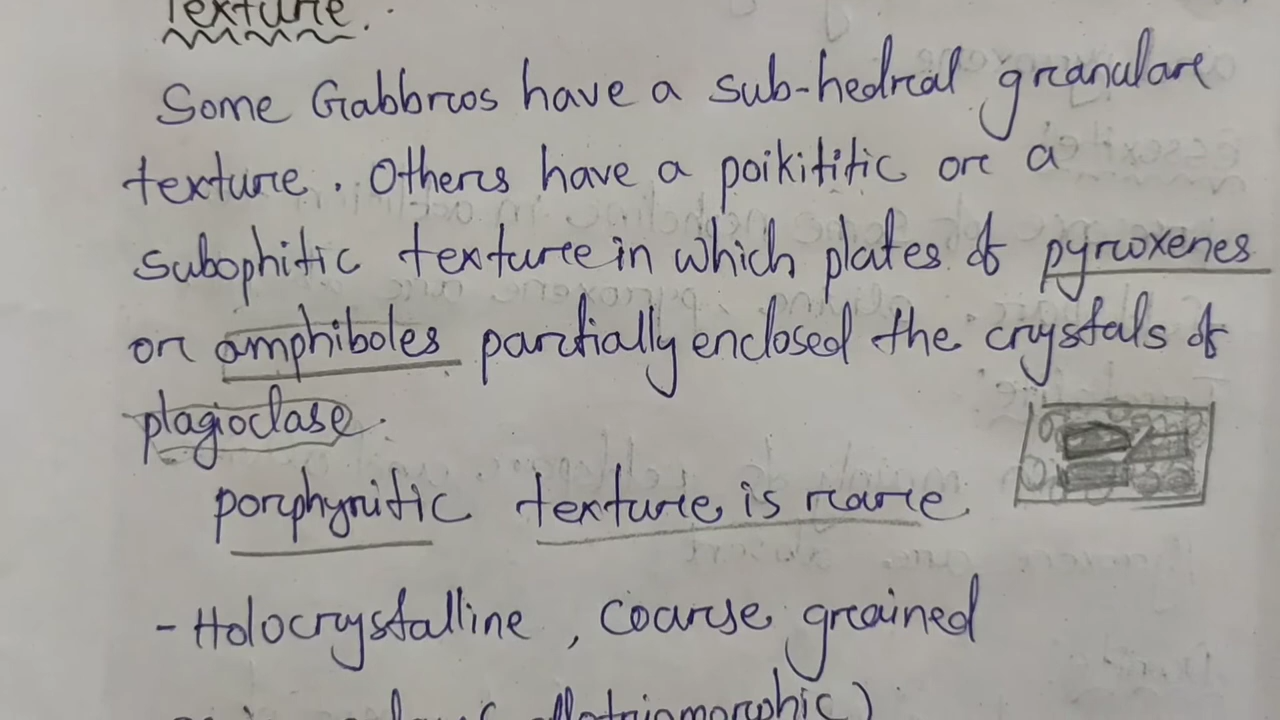 Texture.
Some Gabbros have a sub-hedral granular
texture. Others have a poikititic or a
subophitic texture in which plates of pyroxenes
or amphiboles partially enclosed the crystals of
plagioclase.
porphyritic texture is rare
- Holocrystalline, coarse grained
(allotriomorphic)